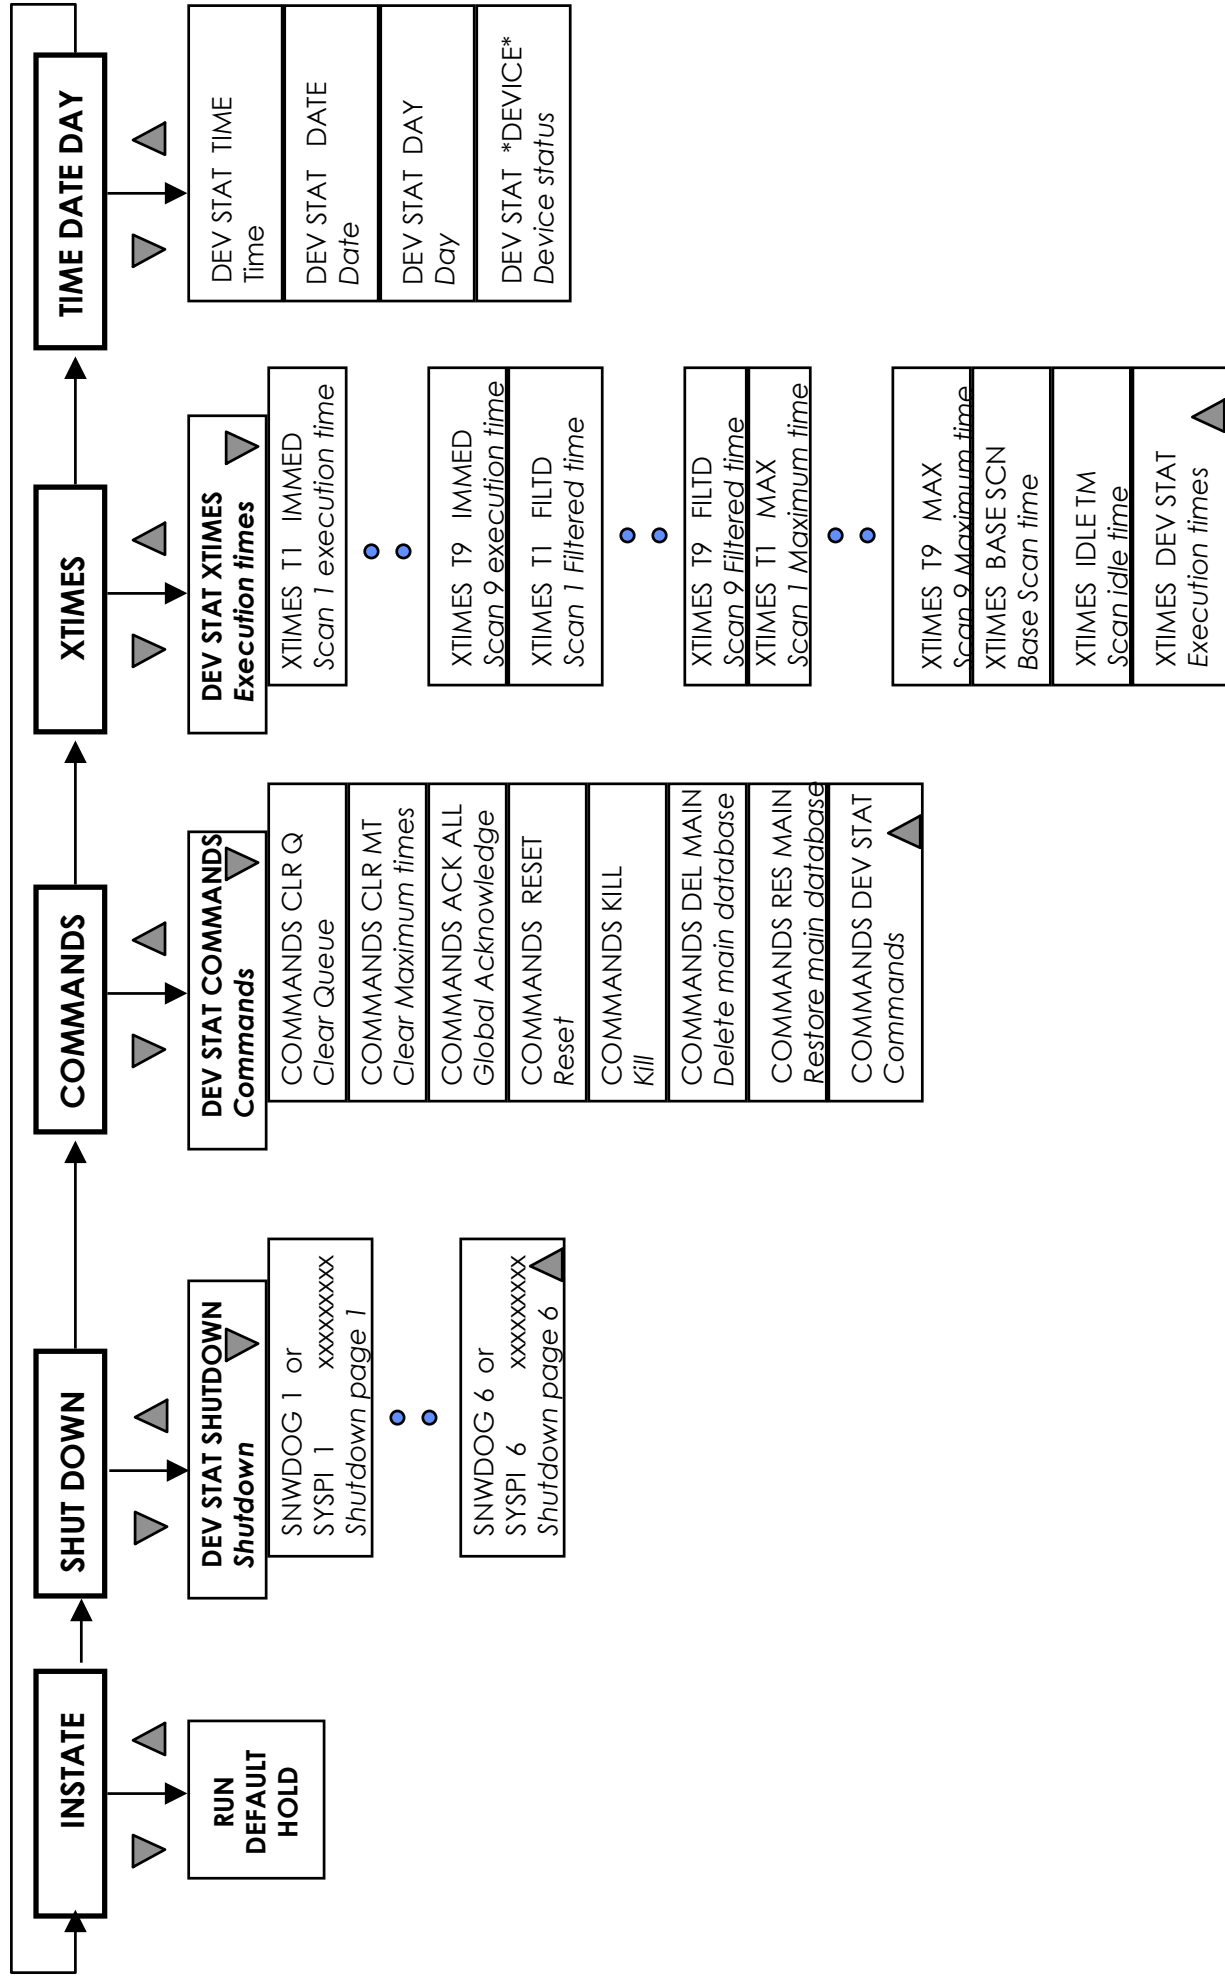 INSTATE
RUN
DEFAULT
HOLD
SHUT DOWN
DEV STAT SHUTDOWN
Shutdown
SNWDOG 1 or
SYSPI 1 xxxxxxxxx
Shutdown page 1
SNWDOG 6 or
SYSPI 6 xxxxxxxxx
Shutdown page 6
COMMANDS
DEV STAT COMMANDS
Commands
COMMANDS CLR Q
Clear Queue
COMMANDS CLR MT
Clear Maximum times
COMMANDS ACK ALL
Global Acknowledge
COMMANDS RESET
Reset
COMMANDS KILL
Kill
COMMANDS DEL MAIN
Delete main database
COMMANDS RES MAIN
Restore main database
COMMANDS DEV STAT
Commands
XTIMES
DEV STAT XTIMES
Execution times
XTIMES T1 IMMED
Scan 1 execution time
XTIMES T9 IMMED
Scan 9 execution time
XTIMES T1 FILTD
Scan 1 Filtered time
XTIMES T9 FILTD
Scan 9 Filtered time
XTIMES T1 MAX
Scan 1 Maximum time
XTIMES T9 MAX
Scan 9 Maximum time
XTIMES BASE SCN
Base Scan time
XTIMES IDLE TM
Scan idle time
XTIMES DEV STAT
Execution times
TIME DATE DAY
DEV STAT TIME
Time
DEV STAT DATE
Date
DEV STAT DAY
Day
DEV STAT *DEVICE*
Device status